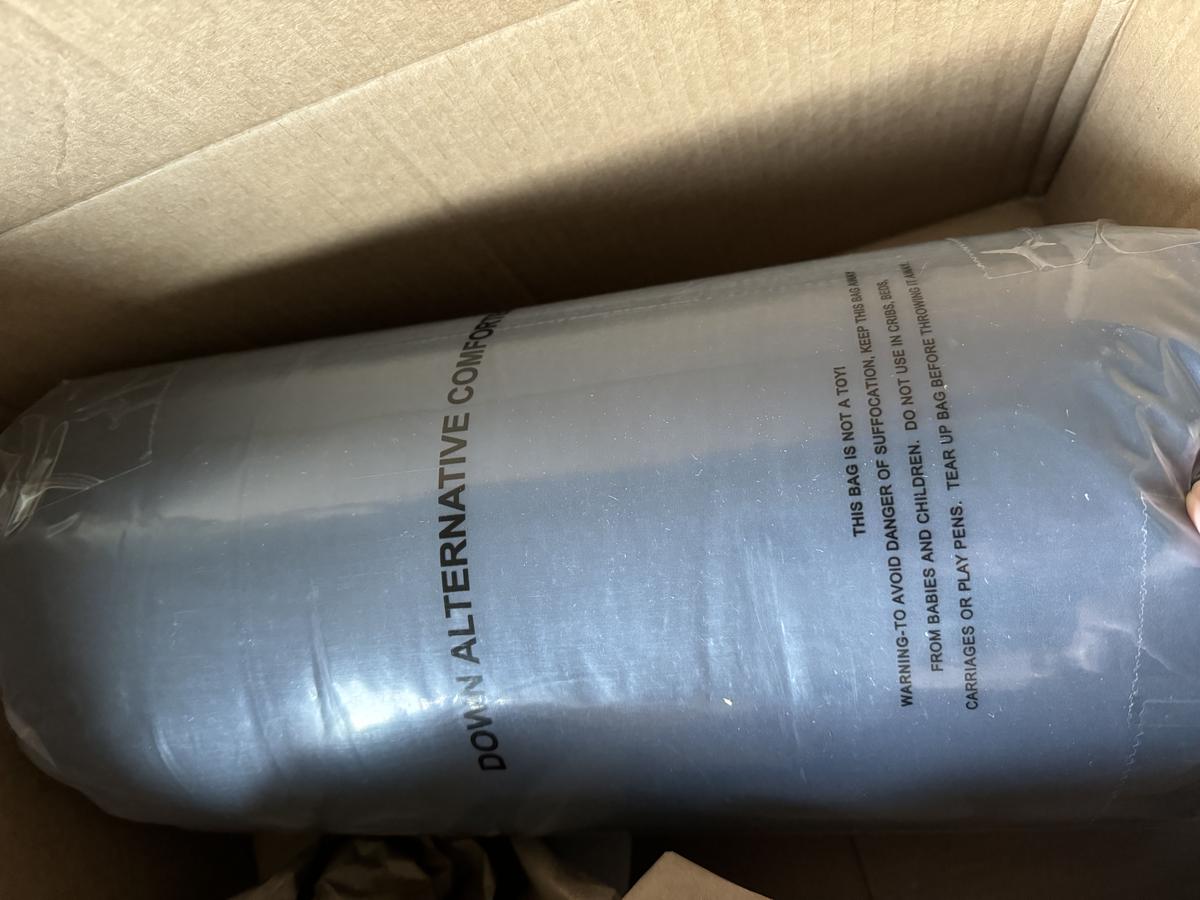 DOWN ALTERNATIVE COMFORTE
THIS BAG IS NOT A TOY!
WARNING-TO AVOID DANGER OF SUFFOCATION, KEEP THIS BAG AWAY
FROM BABIES AND CHILDREN. DO NOT USE IN CRIBS, BEDS,
CARRIAGES OR PLAY PENS. TEAR UP BAG BEFORE THROWING IT AWAY.